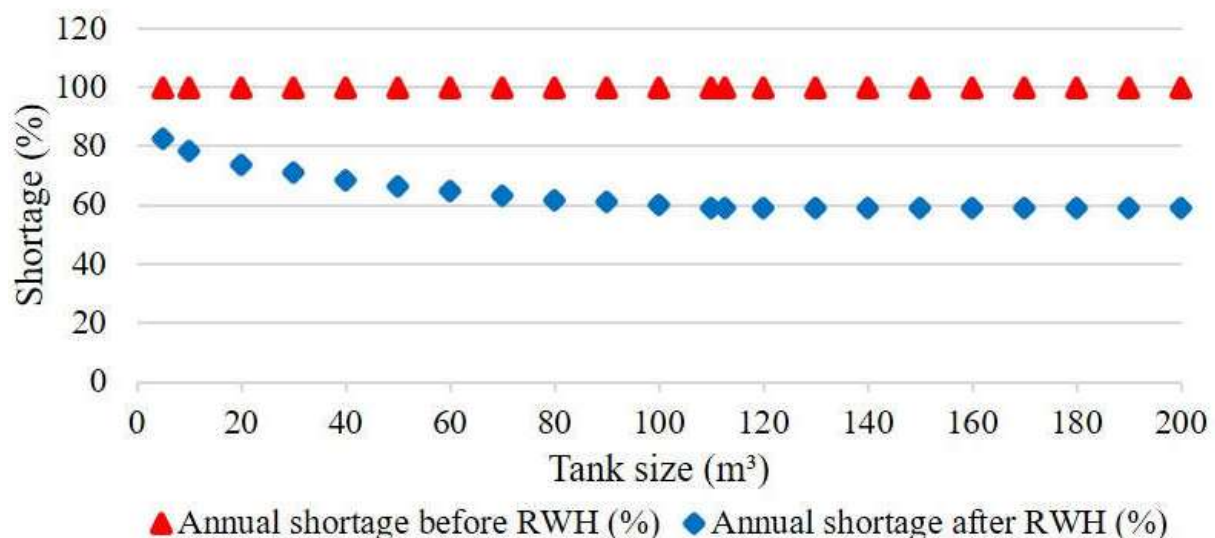 120
100
80
60
40
20
0
Shortage (%)
0 20 40 60 80 100 120 140 160 180 200
Tank size (m³)
Annual shortage before RWH (%) Annual shortage after RWH (%)